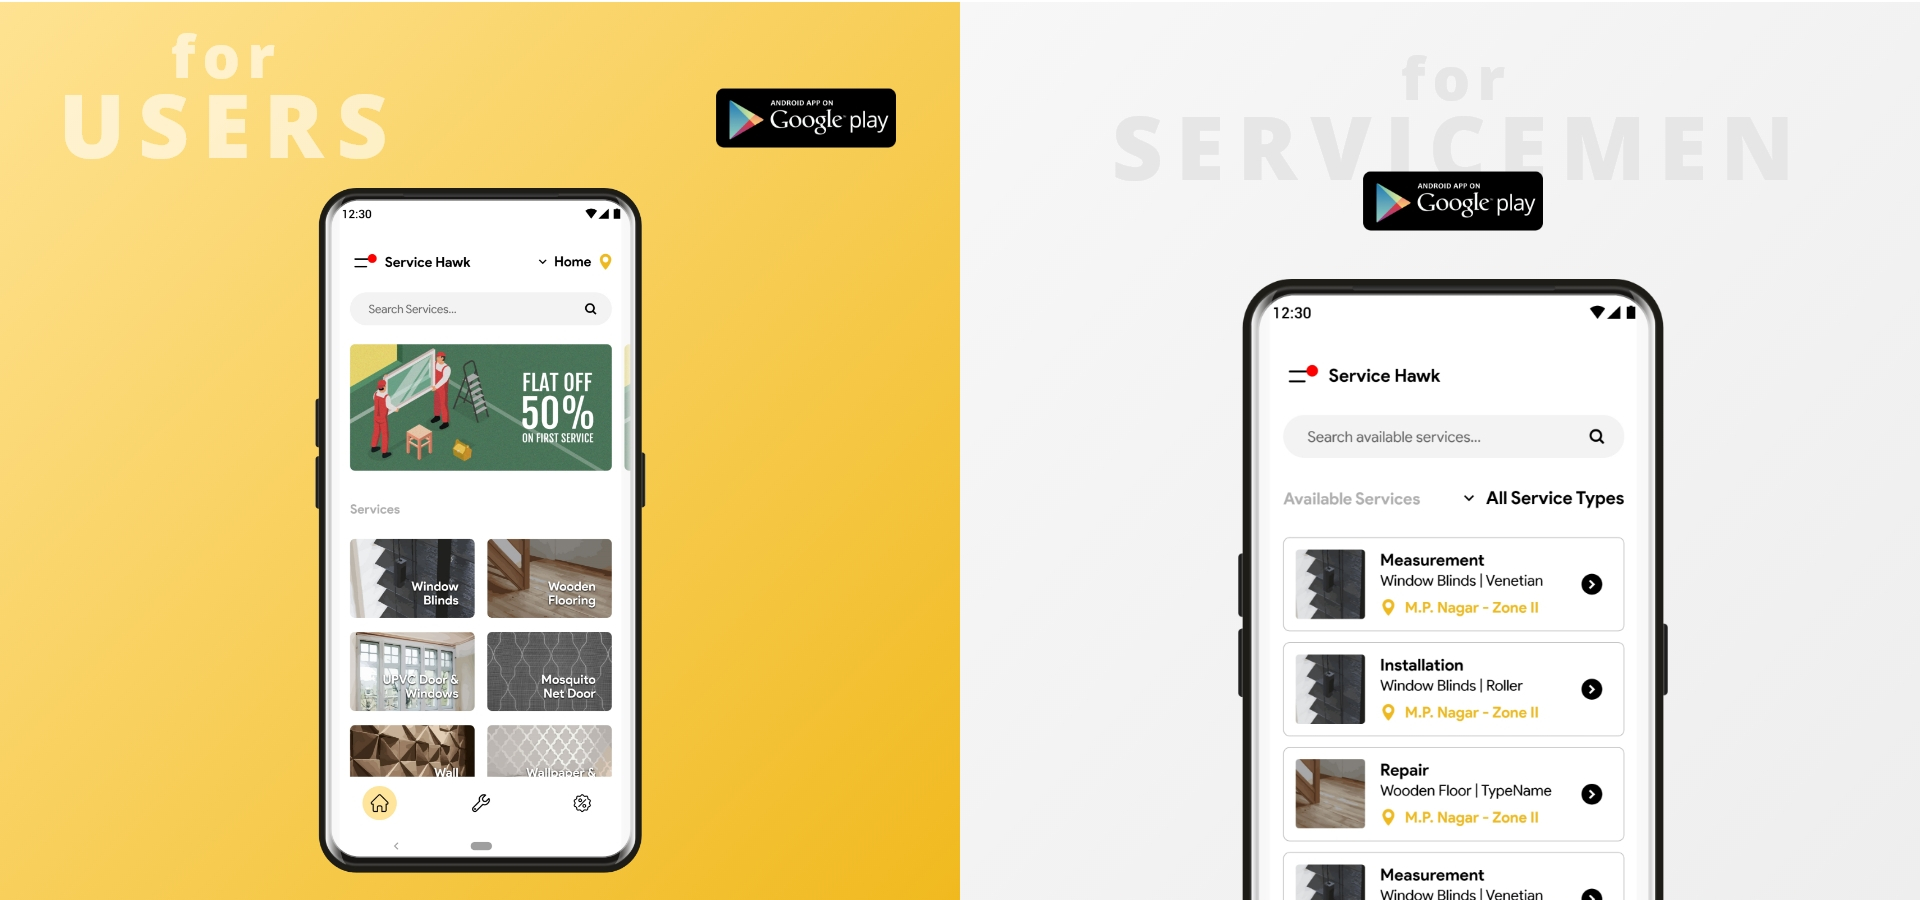 for
USERS
ANDROID APP ON
Google play
12:30
Service Hawk
Home
Search Services...
FLAT OFF
50%
ON FIRST SERVICE
Services
Window
Blinds
Wooden
Flooring
UPVC Door &
Windows
Mosquito
Net Door
Wall
Wallpaper &
for
SERVICEMEN
ANDROID APP ON
Google play
12:30
Service Hawk
Search available services...
Available Services
All Service Types
Measurement
Window Blinds | Venetian
M.P. Nagar - Zone II
Installation
Window Blinds | Roller
M.P. Nagar - Zone II
Repair
Wooden Floor | TypeName
M.P. Nagar - Zone II
Measurement
Window Blinds | Venetian